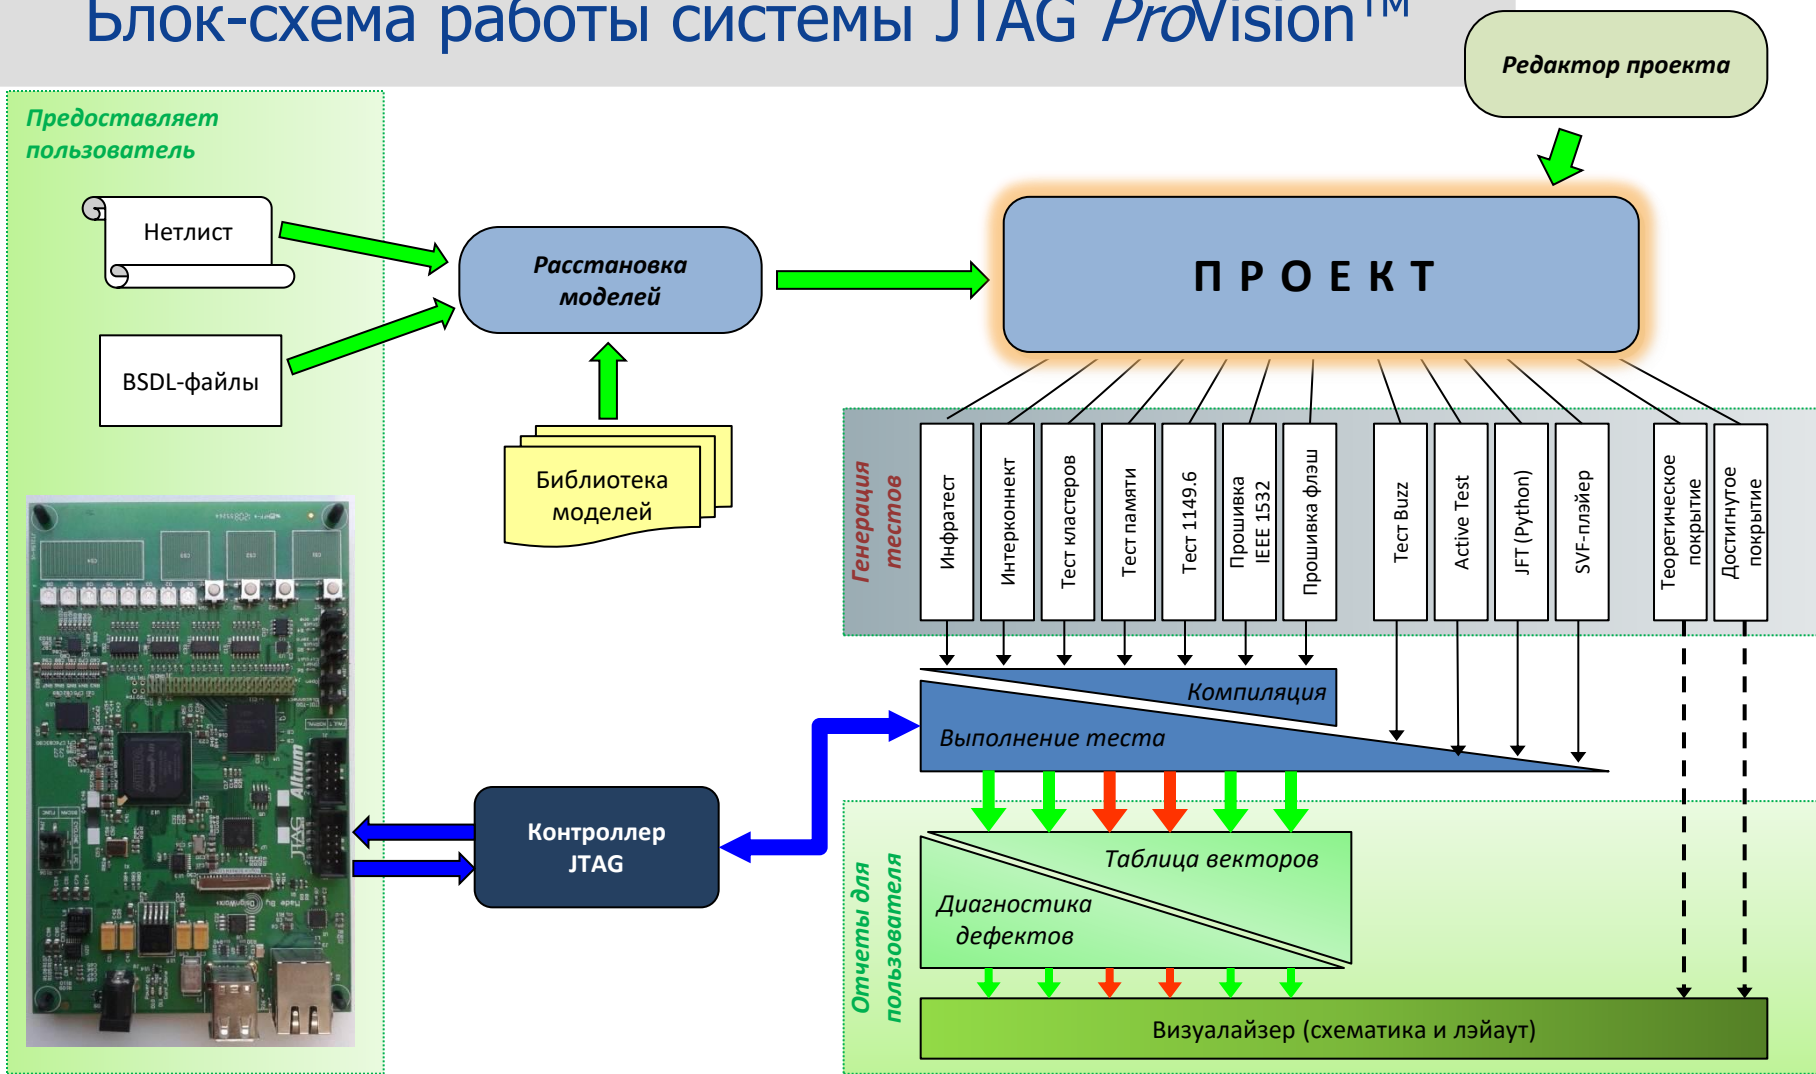 Блок-схема работы системы JTAG ProVision™
Редактор проекта
Предоставляет
пользователь
Нетлист
BSDL-файлы
Расстановка
моделей
Библиотека
моделей
ПРОЕКТ
Генерация
тестов
Инфратест
Интерконнект
Тест кластеров
Тест памяти
Тест 1149.6
Прошивка
IEEE 1532
Прошивка флэш
Тест Buzz
Active Test
JFT (Python)
SVF-плэйер
Теоретическое
покрытие
Достигнутое
покрытие
Компиляция
Выполнение теста
Контроллер
JTAG
Отчеты для
пользователя
Таблица векторов
Диагностика
дефектов
Визуалайзер (схематика и лэйаут)
Altium
JTAG